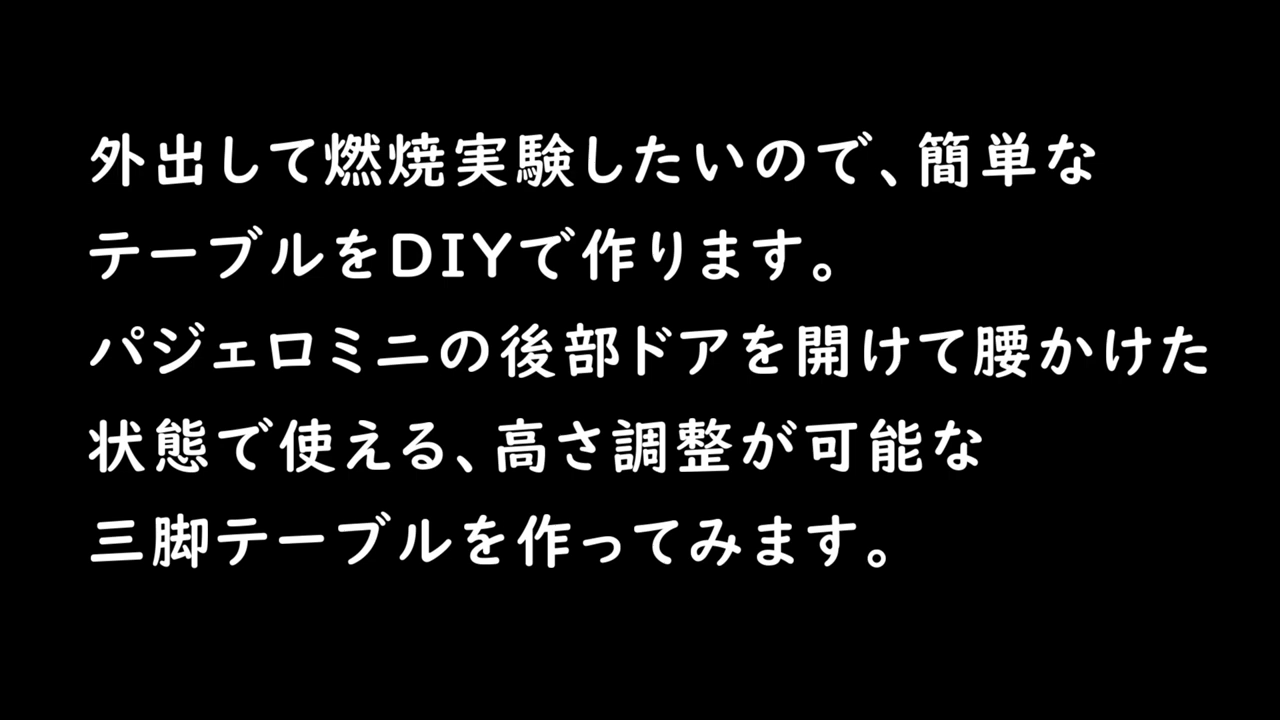 外出して燃焼実験したいので、簡単な
テーブルをDIYで作ります。
パジェロミニの後部ドアを開けて腰かけた
状態で使える、高さ調整が可能な
三脚テーブルを作ってみます。